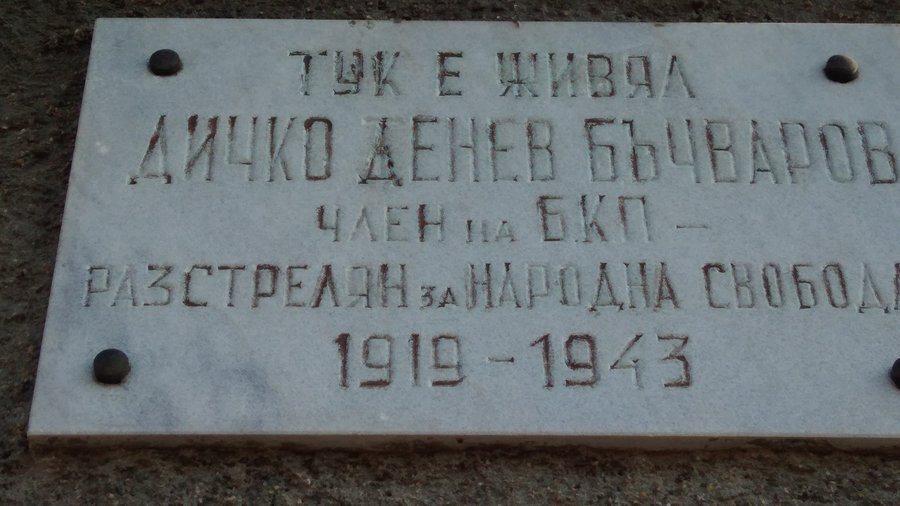 ТУК Е ЖИВЯЛ
ДИЧКО ДЕНЕВ БЪЧВАРОВ
ЧЛЕН НА БКП –
РАЗСТРЕЛЯН ЗА НАРОДНА СВОБОДА
1919 - 1943